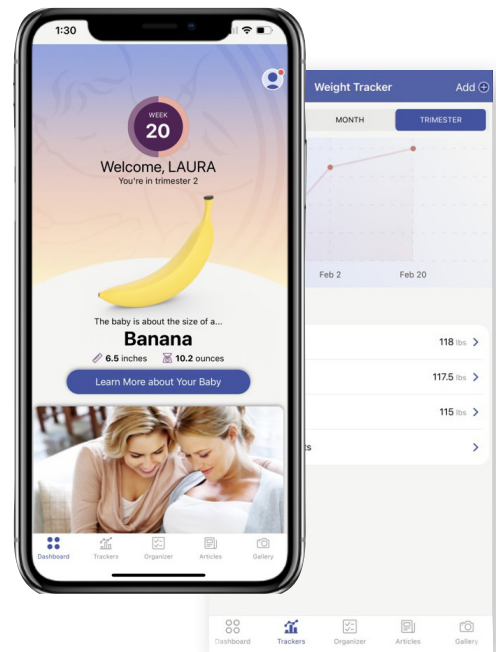 1:30
WEEK
20
Welcome, LAURA
You're in trimester 2
The baby is about the size of a...
Banana
6.5 inches 10.2 ounces
Learn More about Your Baby
Dashboard Trackers Organizer Articles Gallery
Weight Tracker Add
MONTH TRIMESTER
Feb 2 Feb 20
118 lbs
117.5 lbs
115 lbs
Dashboard Trackers Organizer Articles Gallery